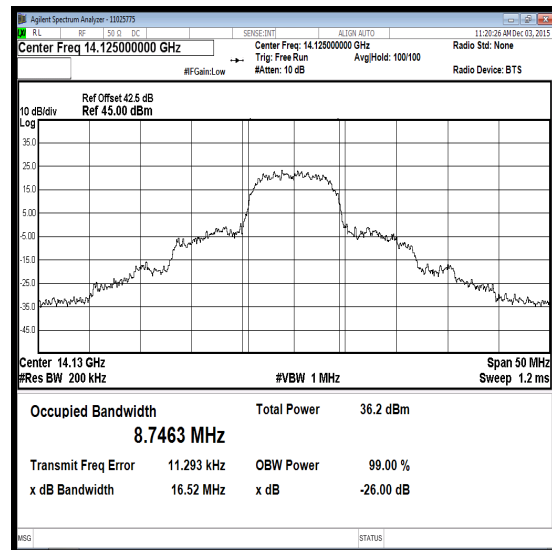 Agilent Spectrum Analyzer - 11025775
RL RF 50 Ω DC SENSE:INT ALIGN AUTO 11:20:26 AM Dec 03, 2015
Center Freq 14.125000000 GHz Center Freq: 14.125000000 GHz Radio Std: None
Trig: Free Run Avg|Hold: 100/100
#IFGain:Low #Atten: 10 dB Radio Device: BTS
Ref Offset 42.5 dB
10 dB/div Ref 45.00 dBm
Log
35.0
25.0
15.0
5.00
-5.00
-15.0
-25.0
-35.0
-45.0
Center 14.13 GHz Span 50 MHz
#Res BW 200 kHz #VBW 1 MHz Sweep 1.2 ms
Occupied Bandwidth Total Power 36.2 dBm
8.7463 MHz
Transmit Freq Error 11.293 kHz OBW Power 99.00 %
x dB Bandwidth 16.52 MHz x dB -26.00 dB
MSG STATUS